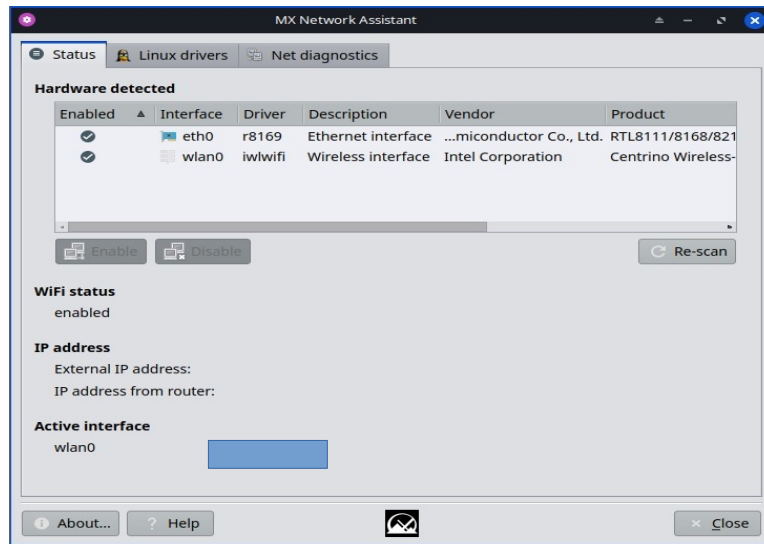 MX Network Assistant
Status Linux drivers Net diagnostics
Hardware detected
Enabled Interface Driver Description Vendor Product
eth0 r8169 Ethernet interface ...miconductor Co., Ltd. RTL8111/8168/821
wlan0 iwlwifi Wireless interface Intel Corporation Centrino Wireless-
Enable Disable Re-scan
WiFi status
enabled
IP address
External IP address:
IP address from router:
Active interface
wlan0
About... ? Help Close